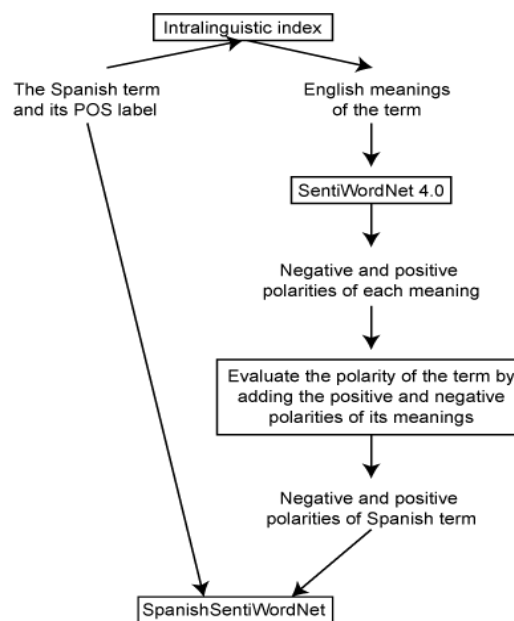 Intralinguistic index
The Spanish term
and its POS label
English meanings
of the term
SentiWordNet 4.0
Negative and positive
polarities of each meaning
Evaluate the polarity of the term by
adding the positive and negative
polarities of its meanings
Negative and positive
polarities of Spanish term
SpanishSentiWordNet